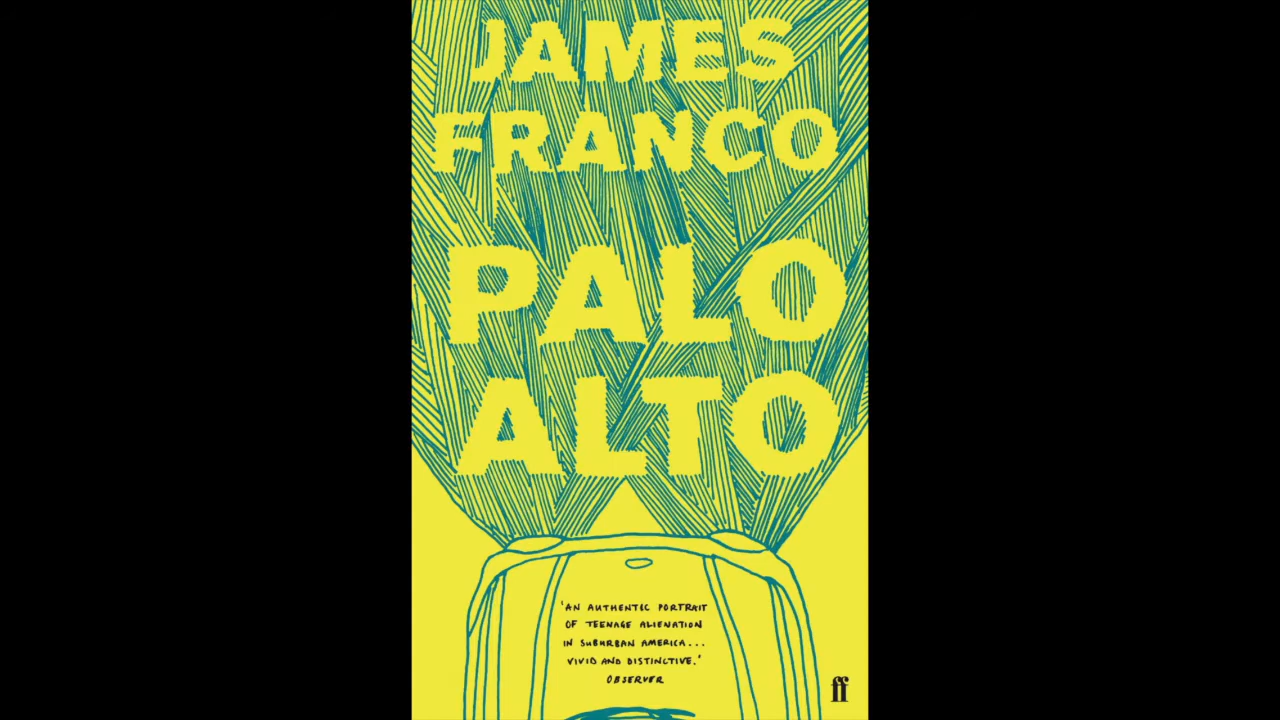 JAMES
FRANCO
PALO
ALTO
'AN AUTHENTIC PORTRAIT
OF TEENAGE ALIENATION
IN SUBURBAN AMERICA...
VIVID AND DISTINCTIVE.'
OBSERVER
ff